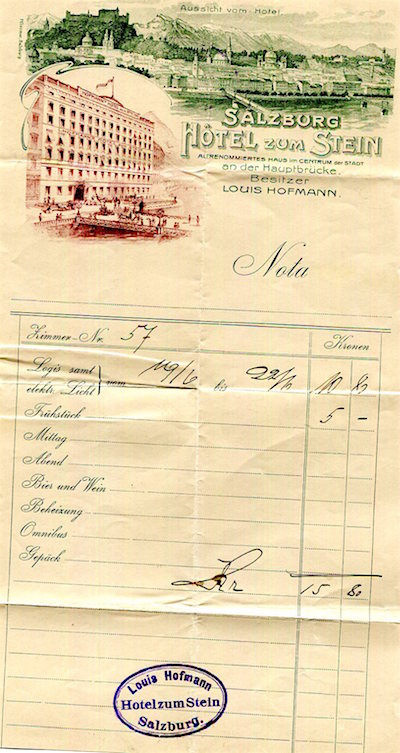 Aussicht vom Hotel.
SALZBURG
HÔTEL ZUM STEIN
ALTRENOMMIERTES HAUS im CENTRUM der STADT
an der Hauptbrücke.
Besitzer
LOUIS HOFMANN.
Nota
Zimmer-Nr. 57 Kronen
Logis samt
elektr. Licht } vom 19/6 bis 22/6 10 80
Frühstück 5 –
Mittag
Abend
Bier und Wein
Beheizung
Omnibus
Gepäck
Kr 15 80
Louis Hofmann
Hotel zum Stein
Salzburg.